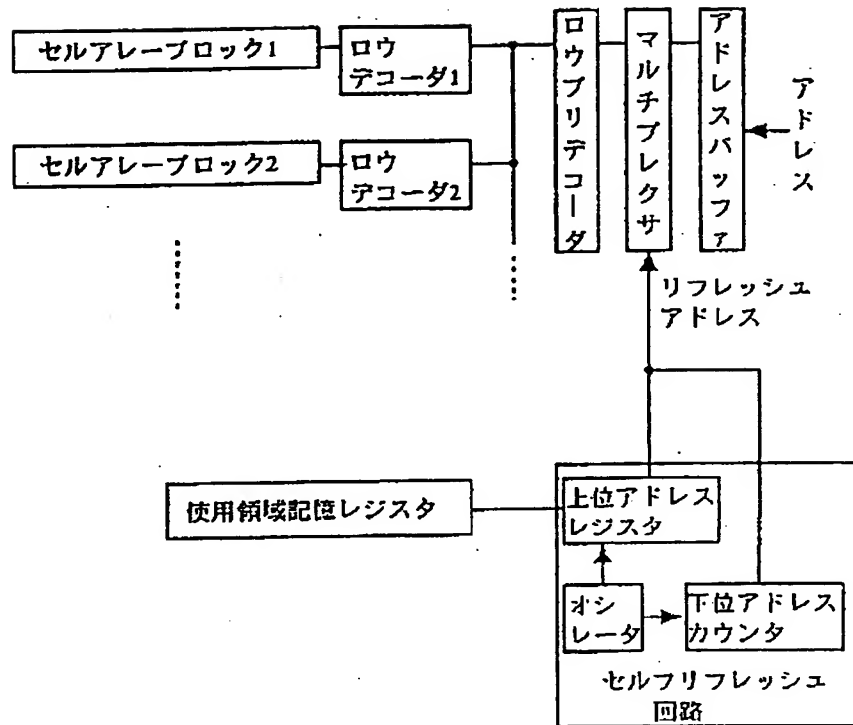 セルアレーブロック1
ロウ
デコーダ1
ロウプリデコーダ
マルチプレクサ
アドレスバッファ
アドレス
セルアレーブロック2
ロウ
デコーダ2
リフレッシュ
アドレス
使用領域記憶レジスタ
上位アドレス
レジスタ
オシ
レータ
下位アドレス
カウンタ
セルフリフレッシュ
回路